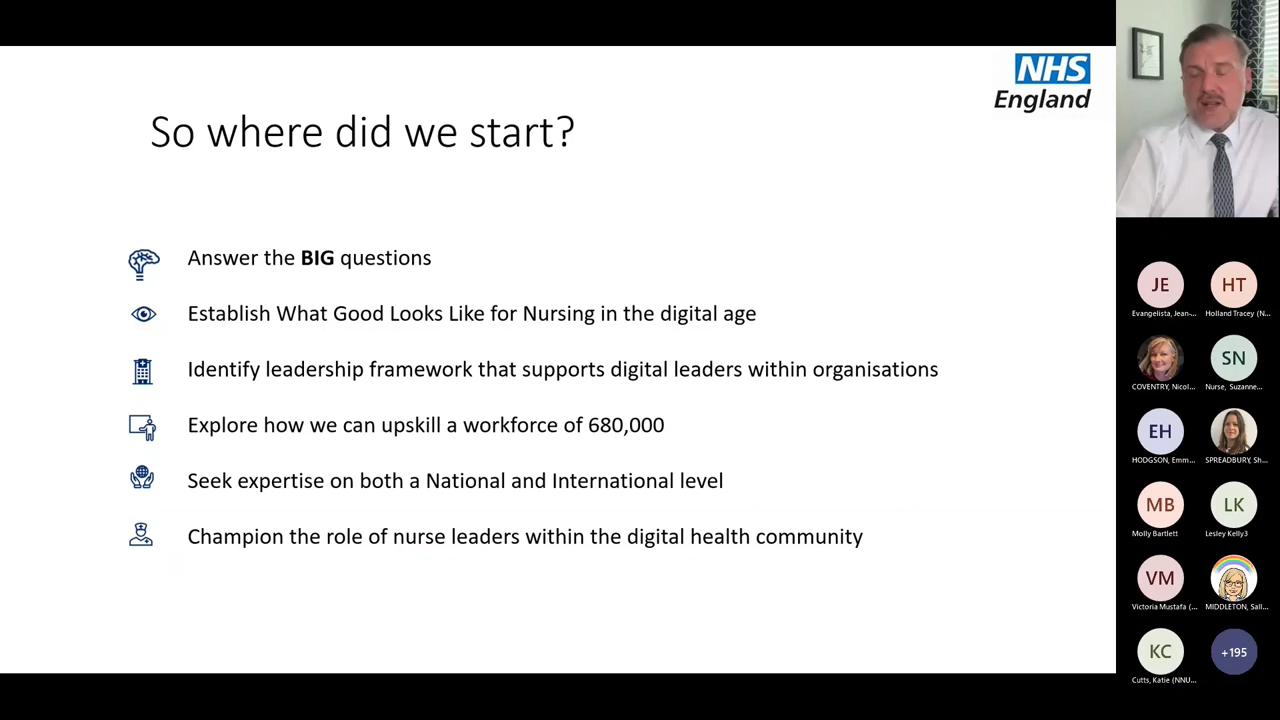 NHS
England
So where did we start?
Answer the BIG questions
Establish What Good Looks Like for Nursing in the digital age
Identify leadership framework that supports digital leaders within organisations
Explore how we can upskill a workforce of 680,000
Seek expertise on both a National and International level
Champion the role of nurse leaders within the digital health community
JE
HT
Evangelista, Jean-...
Holland Tracey (N...
SN
COVENTRY, Nicol...
Nurse, Suzanne...
EH
HODGSON, Emm...
SPREADBURY, Sh...
MB
LK
Molly Bartlett
Lesley Kelly3
VM
Victoria Mustafa (...
MIDDLETON, Sall...
KC
+195
Cutts, Katie (NNU...